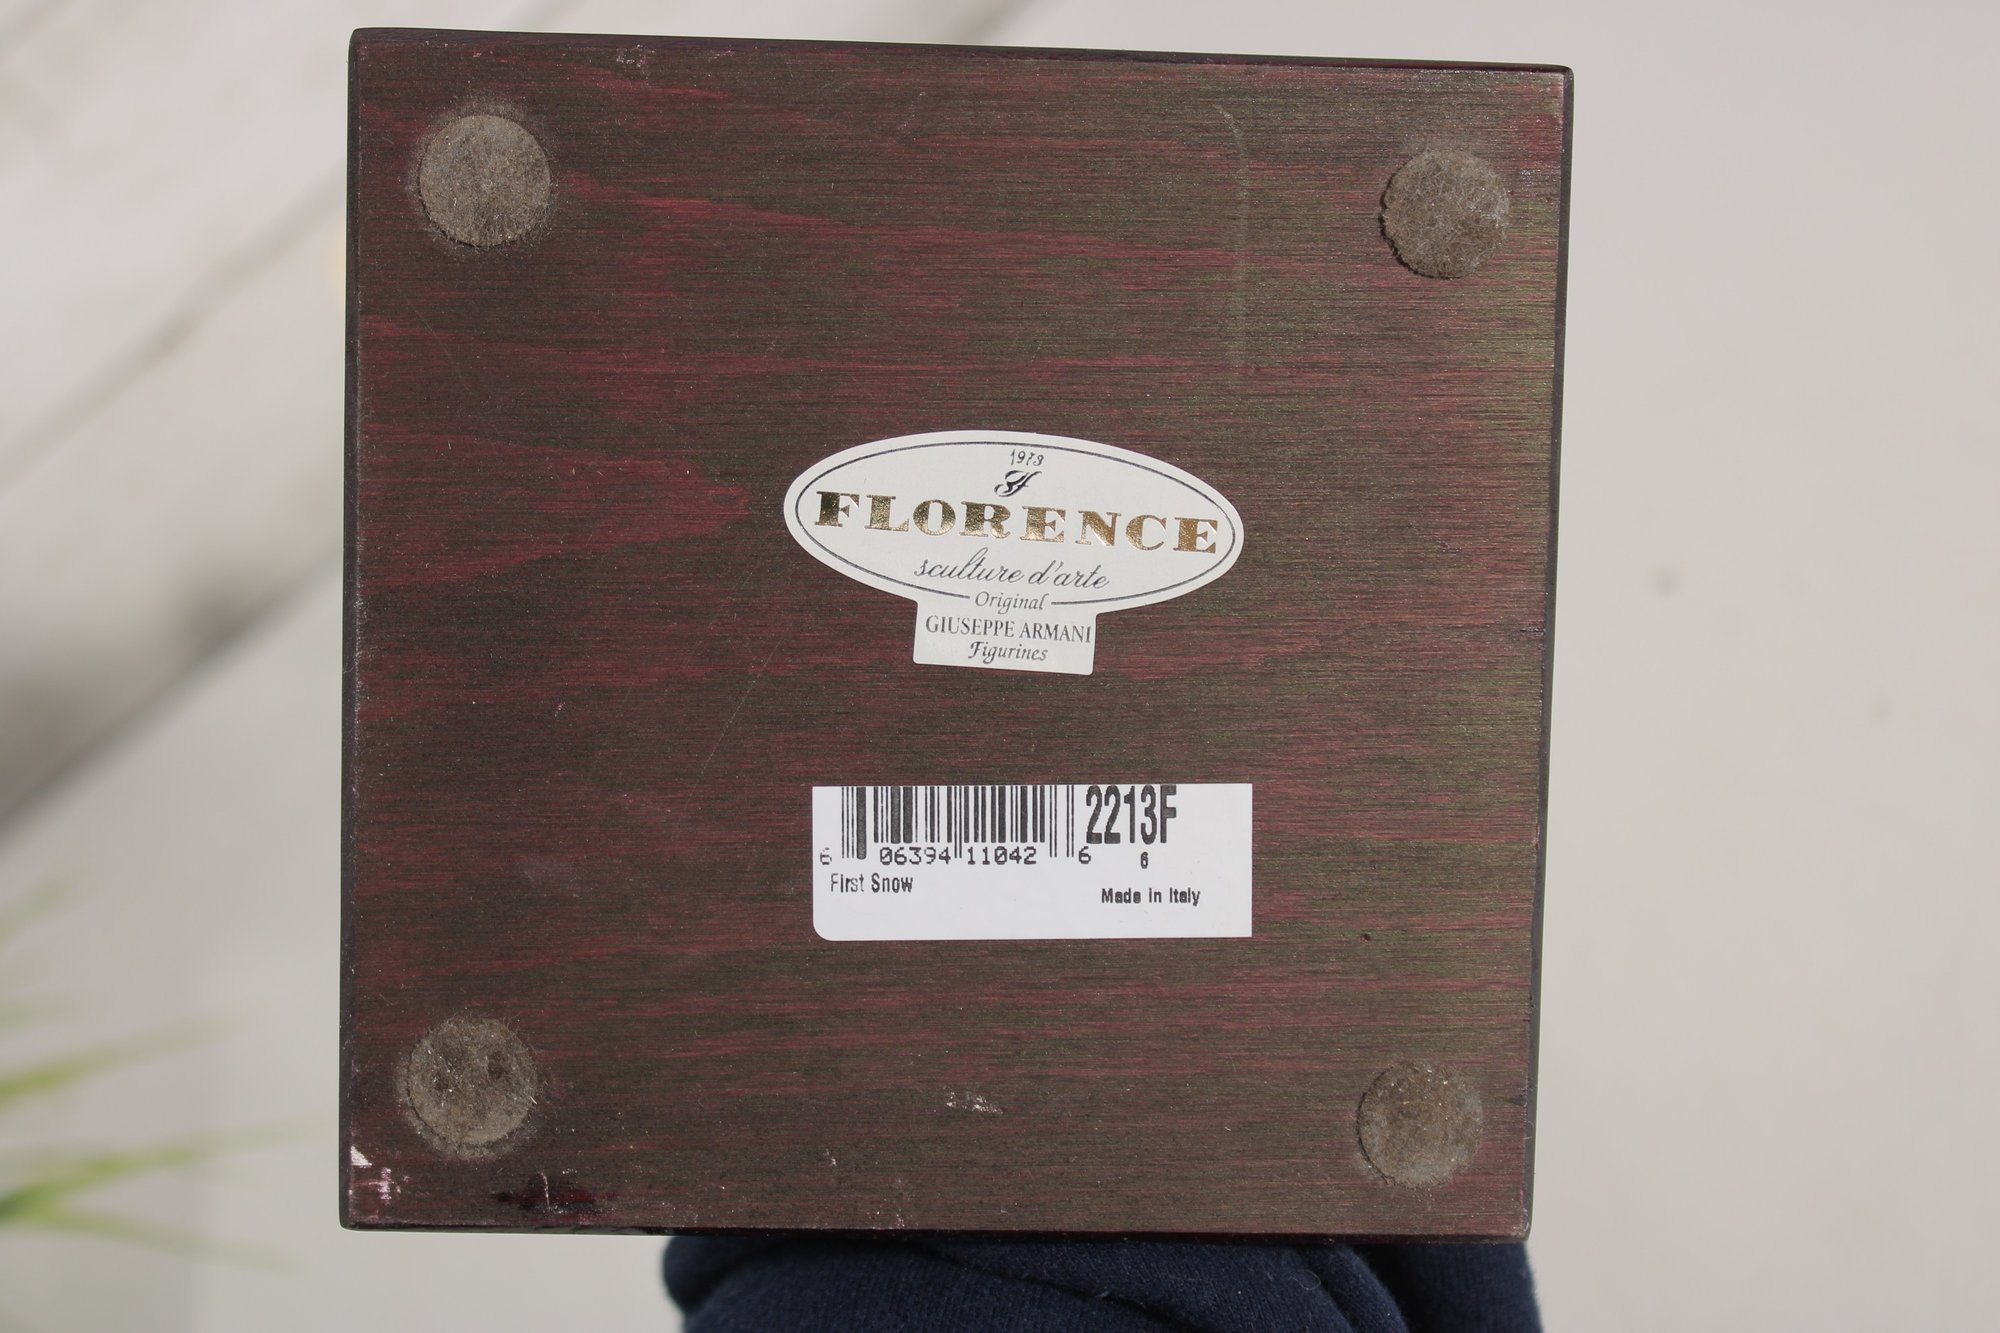 1973
FLORENCE
sculture d'arte
Original
GIUSEPPE ARMANI
Figurines
2213F
6 06394 11042 6 6
First Snow
Made in Italy